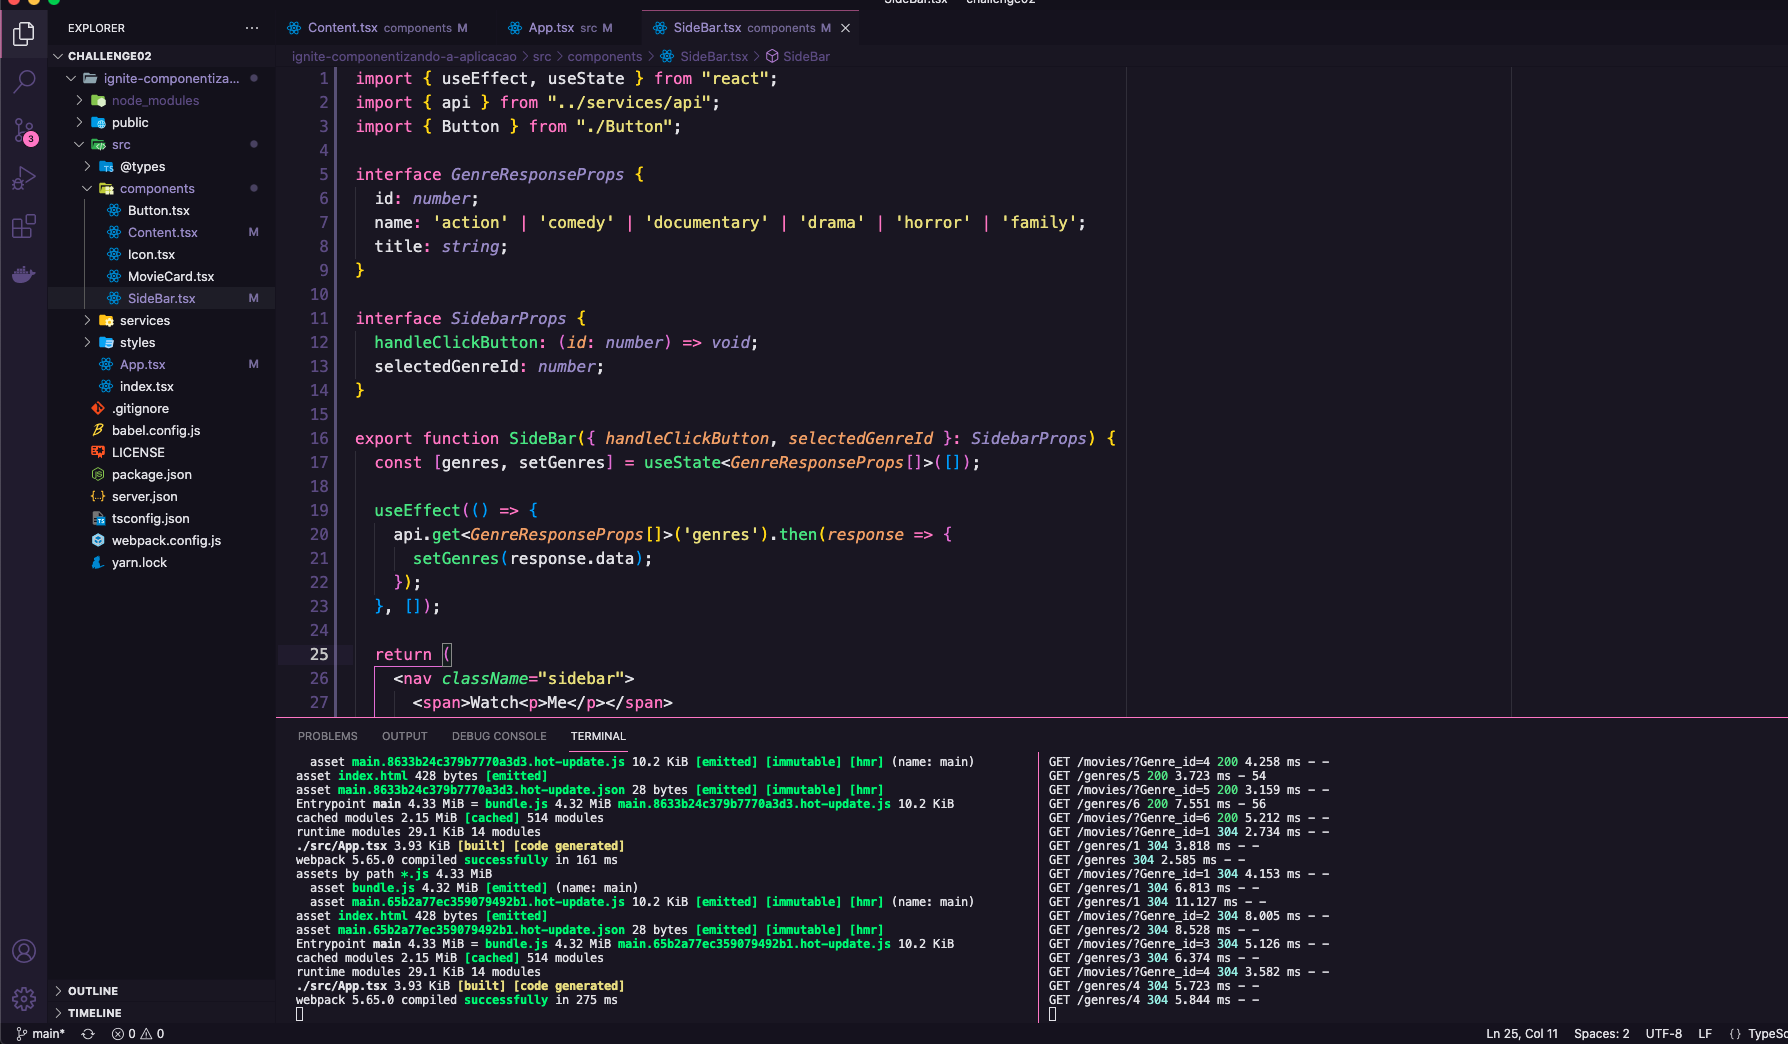 SideBar.tsx — challenge02
EXPLORER
CHALLENGE02
ignite-componentiza...
node_modules
public
src
@types
components
Button.tsx
Content.tsx M
Icon.tsx
MovieCard.tsx
SideBar.tsx M
services
styles
App.tsx M
index.tsx
.gitignore
babel.config.js
LICENSE
package.json
server.json
tsconfig.json
webpack.config.js
yarn.lock
OUTLINE
TIMELINE
3
Content.tsx components M
App.tsx src M
SideBar.tsx components M
ignite-componentizando-a-aplicacao > src > components > SideBar.tsx > SideBar
1 import { useEffect, useState } from "react";
2 import { api } from "../services/api";
3 import { Button } from "./Button";
4
5 interface GenreResponseProps {
6 id: number;
7 name: 'action' | 'comedy' | 'documentary' | 'drama' | 'horror' | 'family';
8 title: string;
9 }
10
11 interface SidebarProps {
12 handleClickButton: (id: number) => void;
13 selectedGenreId: number;
14 }
15
16 export function SideBar({ handleClickButton, selectedGenreId }: SidebarProps) {
17 const [genres, setGenres] = useState<GenreResponseProps[]>([]);
18
19 useEffect(() => {
20 api.get<GenreResponseProps[]>('genres').then(response => {
21 setGenres(response.data);
22 });
23 }, []);
24
25 return (
26 <nav className="sidebar">
27 <span>Watch<p>Me</p></span>
PROBLEMS OUTPUT DEBUG CONSOLE TERMINAL
asset main.8633b24c379b7770a3d3.hot-update.js 10.2 KiB [emitted] [immutable] [hmr] (name: main)
asset index.html 428 bytes [emitted]
asset main.8633b24c379b7770a3d3.hot-update.json 28 bytes [emitted] [immutable] [hmr]
Entrypoint main 4.33 MiB = bundle.js 4.32 MiB main.8633b24c379b7770a3d3.hot-update.js 10.2 KiB
cached modules 2.15 MiB [cached] 514 modules
runtime modules 29.1 KiB 14 modules
./src/App.tsx 3.93 KiB [built] [code generated]
webpack 5.65.0 compiled successfully in 161 ms
assets by path *.js 4.33 MiB
asset bundle.js 4.32 MiB [emitted] (name: main)
asset main.65b2a77ec359079492b1.hot-update.js 10.2 KiB [emitted] [immutable] [hmr] (name: main)
asset index.html 428 bytes [emitted]
asset main.65b2a77ec359079492b1.hot-update.json 28 bytes [emitted] [immutable] [hmr]
Entrypoint main 4.33 MiB = bundle.js 4.32 MiB main.65b2a77ec359079492b1.hot-update.js 10.2 KiB
cached modules 2.15 MiB [cached] 514 modules
runtime modules 29.1 KiB 14 modules
./src/App.tsx 3.93 KiB [built] [code generated]
webpack 5.65.0 compiled successfully in 275 ms
GET /movies/?Genre_id=4 200 4.258 ms - -
GET /genres/5 200 3.723 ms - 54
GET /movies/?Genre_id=5 200 3.159 ms - -
GET /genres/6 200 7.551 ms - 56
GET /movies/?Genre_id=6 200 5.212 ms - -
GET /movies/?Genre_id=1 304 2.734 ms - -
GET /genres/1 304 3.818 ms - -
GET /genres 304 2.585 ms - -
GET /movies/?Genre_id=1 304 4.153 ms - -
GET /genres/1 304 6.813 ms - -
GET /genres/1 304 11.127 ms - -
GET /movies/?Genre_id=2 304 8.005 ms - -
GET /genres/2 304 8.528 ms - -
GET /movies/?Genre_id=3 304 5.126 ms - -
GET /genres/3 304 6.374 ms - -
GET /movies/?Genre_id=4 304 3.582 ms - -
GET /genres/4 304 5.723 ms - -
GET /genres/4 304 5.844 ms - -
main* 0 0
Ln 25, Col 11 Spaces: 2 UTF-8 LF {} TypeSc